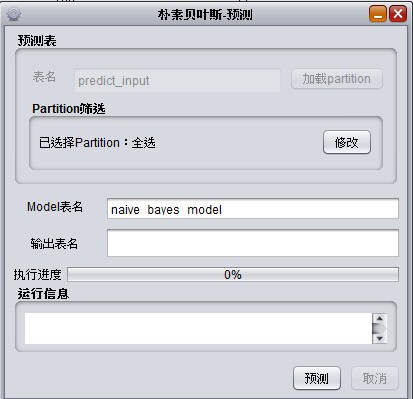 朴素贝叶斯-预测
预测表
表名 predict_input 加载partition
Partition筛选
已选择Partition：全选 修改
Model表名 naive_bayes_model
输出表名
执行进度 0%
运行信息
预测 取消